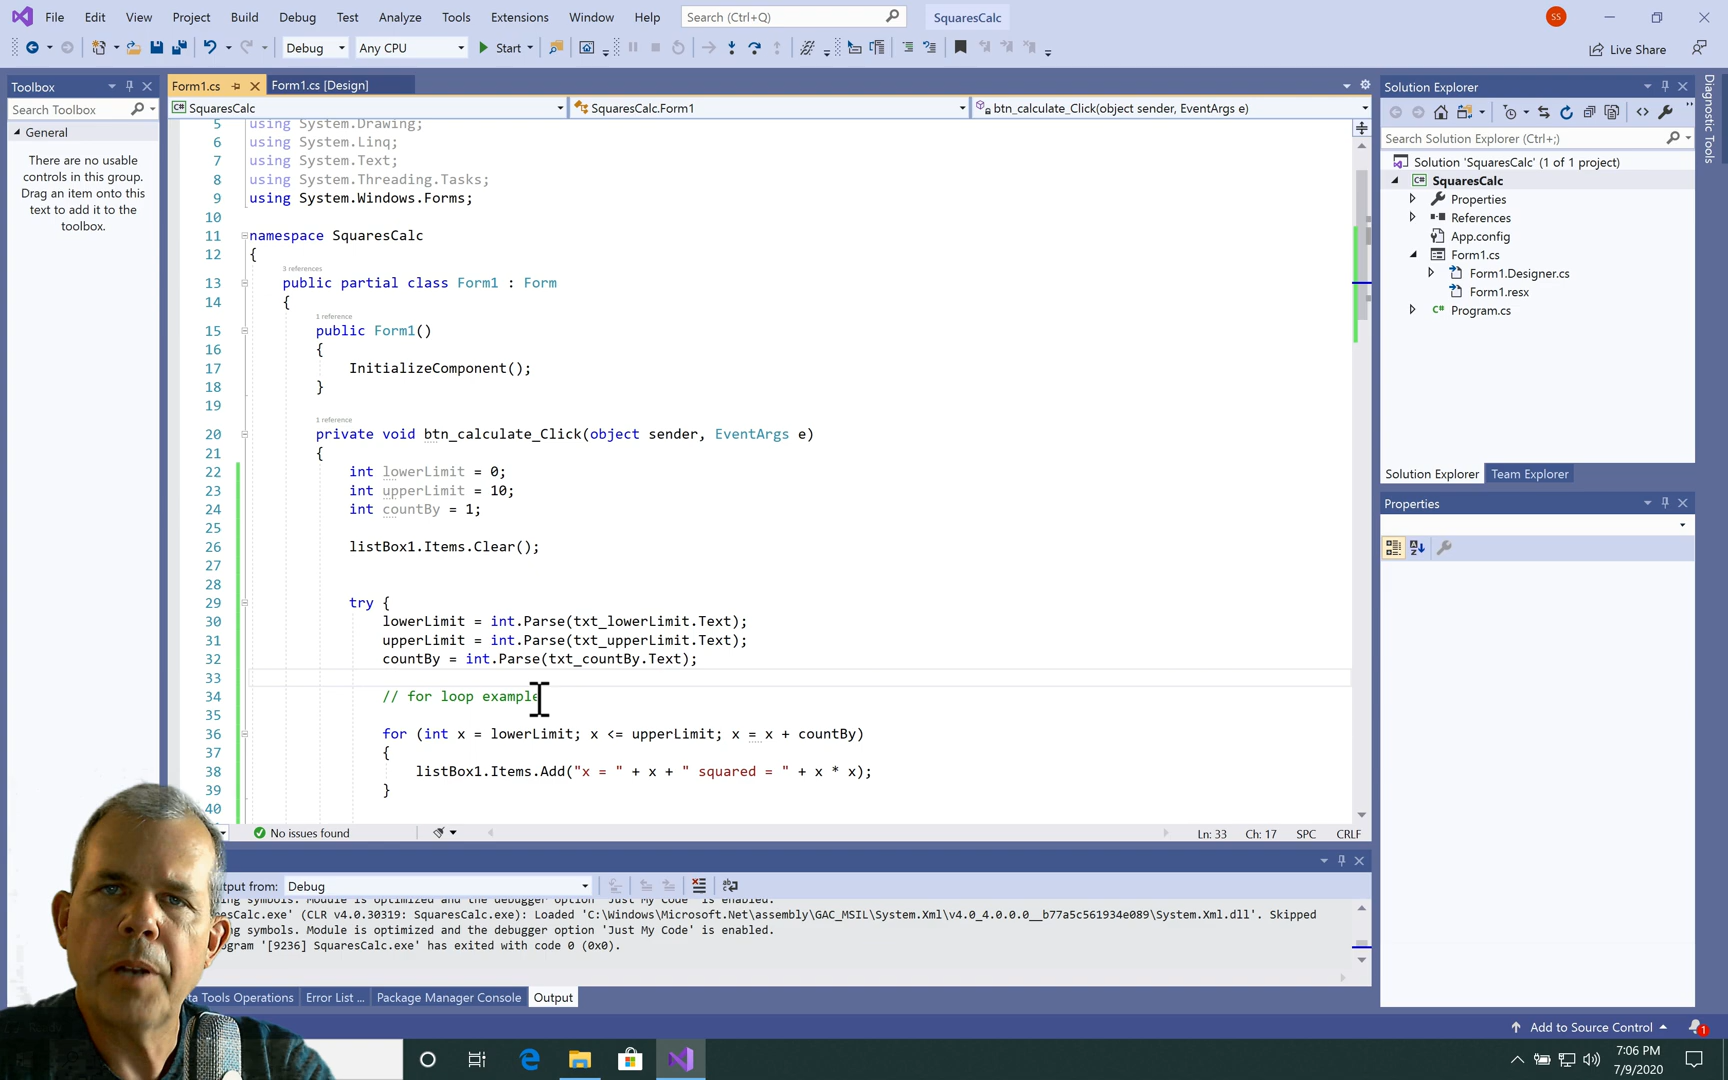 File Edit View Project Build Debug Test Analyze Tools Extensions Window Help Search (Ctrl+Q) SquaresCalc SS
Debug Any CPU Start Live Share
Toolbox
Search Toolbox
General
There are no usable
controls in this group.
Drag an item onto this
text to add it to the
toolbox.
Form1.cs Form1.cs [Design]
SquaresCalc SquaresCalc.Form1 btn_calculate_Click(object sender, EventArgs e)
5 using System.Drawing;
6 using System.Linq;
7 using System.Text;
8 using System.Threading.Tasks;
9 using System.Windows.Forms;
10
11 namespace SquaresCalc
12 {
3 references
13 public partial class Form1 : Form
14 {
1 reference
15 public Form1()
16 {
17 InitializeComponent();
18 }
19
1 reference
20 private void btn_calculate_Click(object sender, EventArgs e)
21 {
22 int lowerLimit = 0;
23 int upperLimit = 10;
24 int countBy = 1;
25
26 listBox1.Items.Clear();
27
28
29 try {
30 lowerLimit = int.Parse(txt_lowerLimit.Text);
31 upperLimit = int.Parse(txt_upperLimit.Text);
32 countBy = int.Parse(txt_countBy.Text);
33
34 // for loop example
35
36 for (int x = lowerLimit; x <= upperLimit; x = x + countBy)
37 {
38 listBox1.Items.Add("x = " + x + " squared = " + x * x);
39 }
40
No issues found Ln: 33 Ch: 17 SPC CRLF
Debug
symbols. Module is optimized and the debugger option 'Just My Code' is enabled.
(CLR v4.0.30319: SquaresCalc.exe): Loaded 'C:\Windows\Microsoft.Net\assembly\GAC_MSIL\System.Xml\v4.0_4.0.0.0__b77a5c561934e089\System.Xml.dll'. Skipped
symbols. Module is optimized and the debugger option 'Just My Code' is enabled.
'[9236] SquaresCalc.exe' has exited with code 0 (0x0).
Tools Operations Error List ... Package Manager Console Output
Solution Explorer
Search Solution Explorer (Ctrl+;)
Solution 'SquaresCalc' (1 of 1 project)
SquaresCalc
Properties
References
App.config
Form1.cs
Form1.Designer.cs
Form1.resx
Program.cs
Solution Explorer Team Explorer
Properties
Diagnostic Tools
Add to Source Control 1
7:06 PM
7/9/2020